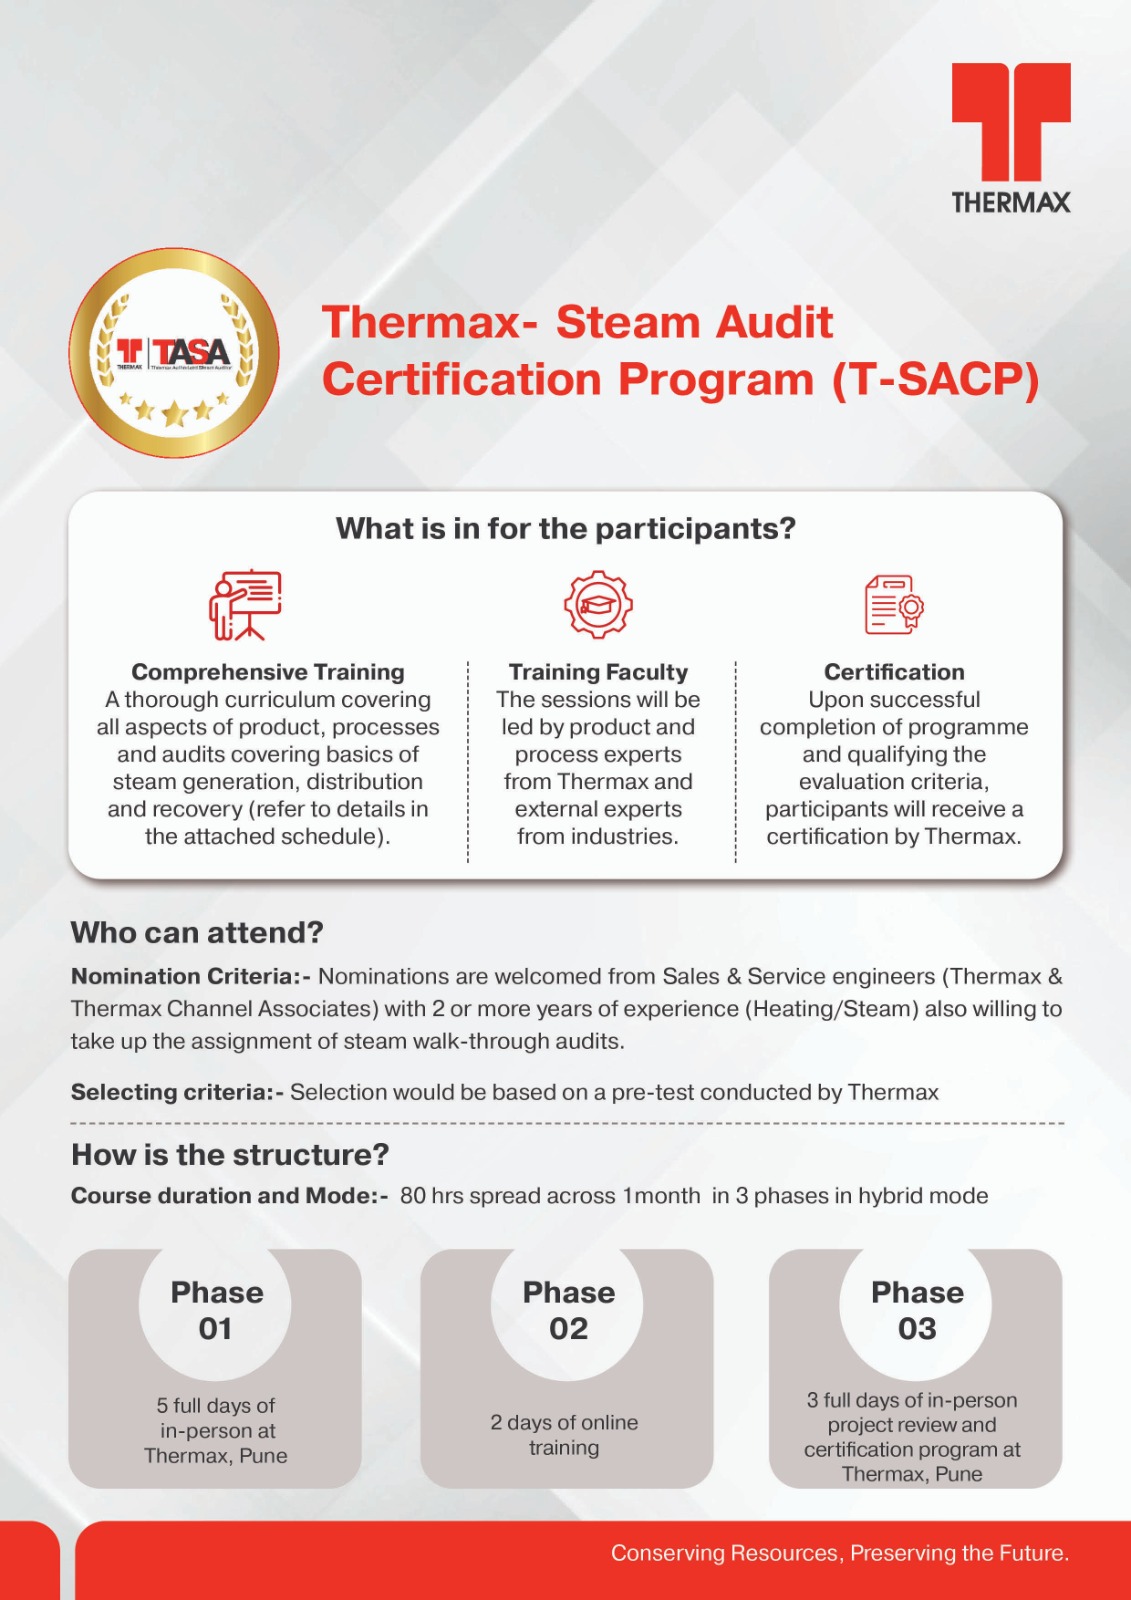 THERMAX
THERMAX
TASA
Thermax Authorised Steam Auditor
Thermax- Steam Audit
Certification Program (T-SACP)
What is in for the participants?
Comprehensive Training
A thorough curriculum covering
all aspects of product, processes
and audits covering basics of
steam generation, distribution
and recovery (refer to details in
the attached schedule).
Training Faculty
The sessions will be
led by product and
process experts
from Thermax and
external experts
from industries.
Certification
Upon successful
completion of programme
and qualifying the
evaluation criteria,
participants will receive a
certification by Thermax.
Who can attend?
Nomination Criteria:- Nominations are welcomed from Sales & Service engineers (Thermax &
Thermax Channel Associates) with 2 or more years of experience (Heating/Steam) also willing to
take up the assignment of steam walk-through audits.
Selecting criteria:- Selection would be based on a pre-test conducted by Thermax
How is the structure?
Course duration and Mode:- 80 hrs spread across 1month in 3 phases in hybrid mode
Phase
01
5 full days of
in-person at
Thermax, Pune
Phase
02
2 days of online
training
Phase
03
3 full days of in-person
project review and
certification program at
Thermax, Pune
Conserving Resources, Preserving the Future.